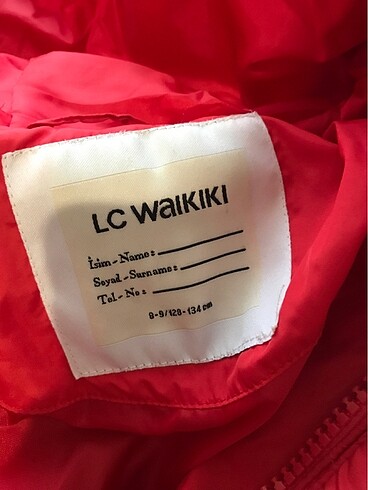 LC WAIKIKI
İsim-Name:
Soyad-Surname:
Tel-No:
8-9/128-134 cm